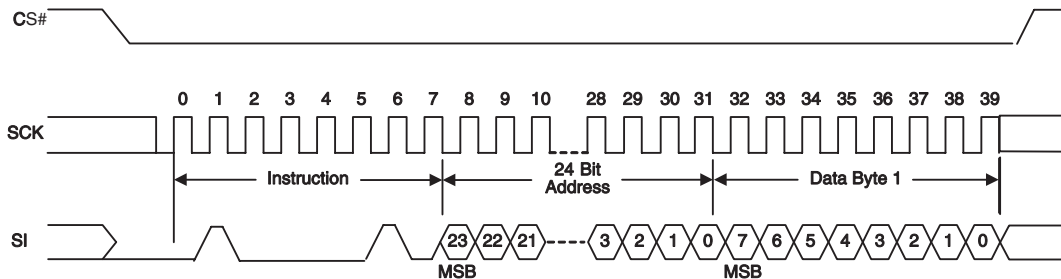 CS#
0 1 2 3 4 5 6 7 8 9 10 28 29 30 31 32 33 34 35 36 37 38 39
SCK
Instruction
24 Bit
Address
Data Byte 1
SI
23 22 21 3 2 1 0 7 6 5 4 3 2 1 0
MSB MSB